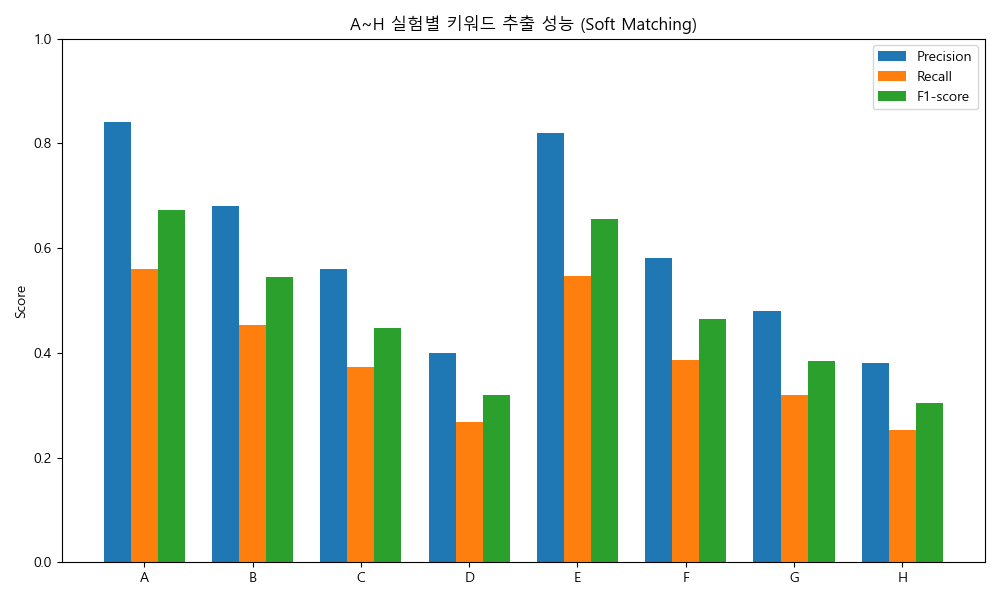 A~H 실험별 키워드 추출 성능 (Soft Matching)
Precision
Recall
F1-score
Score
1.0
0.8
0.6
0.4
0.2
0.0
A B C D E F G H